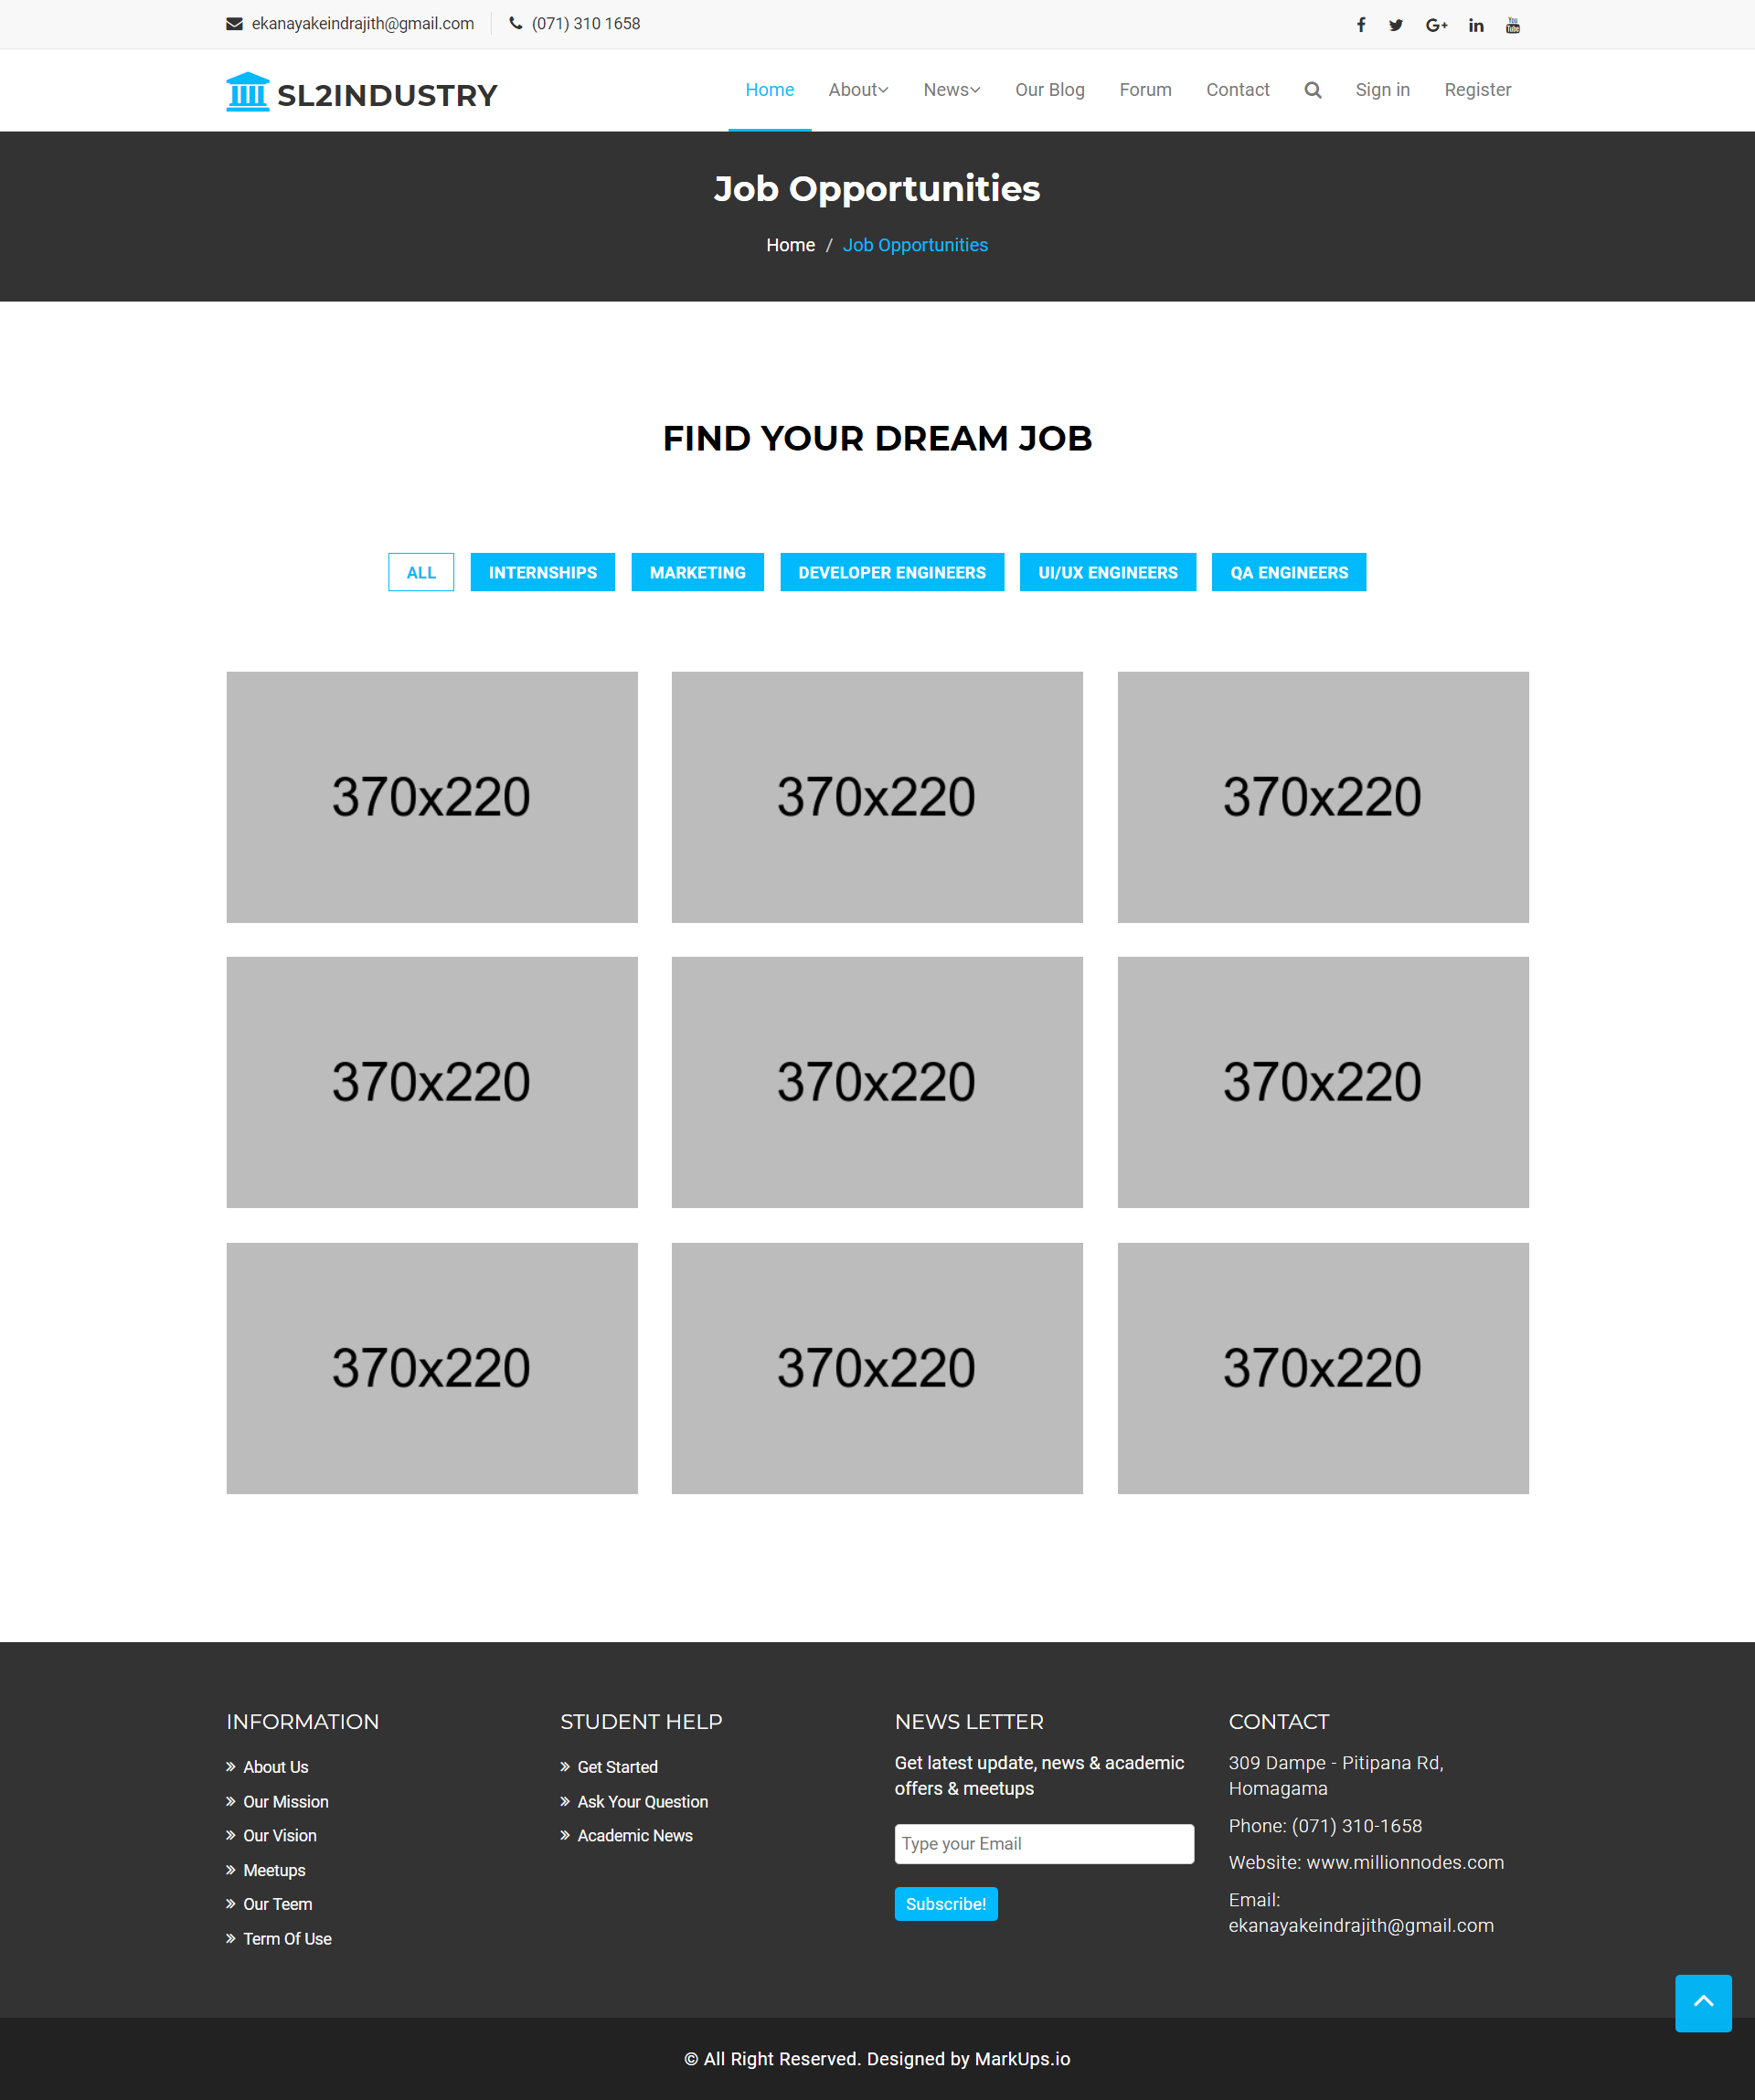 ekanayakeindrajith@gmail.com (071) 310 1658
SL2INDUSTRY Home About News Our Blog Forum Contact Sign in Register
Job Opportunities
Home / Job Opportunities
FIND YOUR DREAM JOB
ALL INTERNSHIPS MARKETING DEVELOPER ENGINEERS UI/UX ENGINEERS QA ENGINEERS
370x220 370x220 370x220
370x220 370x220 370x220
370x220 370x220 370x220
INFORMATION
About Us
Our Mission
Our Vision
Meetups
Our Teem
Term Of Use
STUDENT HELP
Get Started
Ask Your Question
Academic News
NEWS LETTER
Get latest update, news & academic
offers & meetups
Type your Email
Subscribe!
CONTACT
309 Dampe - Pitipana Rd,
Homagama
Phone: (071) 310-1658
Website: www.millionnodes.com
Email:
ekanayakeindrajith@gmail.com
© All Right Reserved. Designed by MarkUps.io